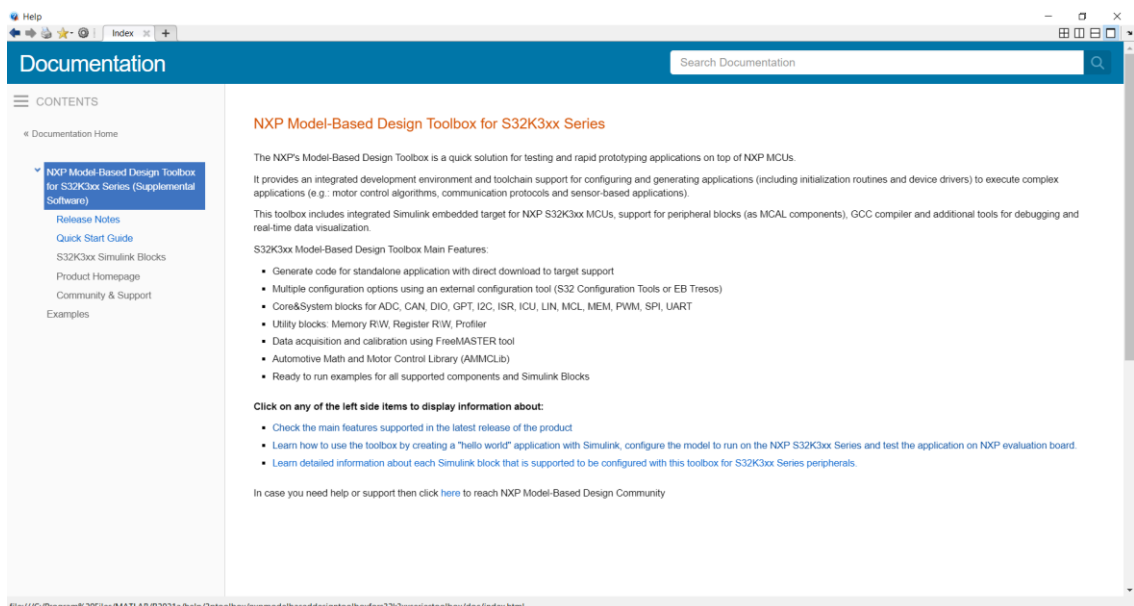 Help
Index
Documentation
Search Documentation
CONTENTS
« Documentation Home
NXP Model-Based Design Toolbox
for S32K3xx Series (Supplemental
Software)
Release Notes
Quick Start Guide
S32K3xx Simulink Blocks
Product Homepage
Community & Support
Examples
NXP Model-Based Design Toolbox for S32K3xx Series
The NXP's Model-Based Design Toolbox is a quick solution for testing and rapid prototyping applications on top of NXP MCUs.
It provides an integrated development environment and toolchain support for configuring and generating applications (including initialization routines and device drivers) to execute complex
applications (e.g.: motor control algorithms, communication protocols and sensor-based applications).
This toolbox includes integrated Simulink embedded target for NXP S32K3xx MCUs, support for peripheral blocks (as MCAL components), GCC compiler and additional tools for debugging and
real-time data visualization.
S32K3xx Model-Based Design Toolbox Main Features:
▪ Generate code for standalone application with direct download to target support
▪ Multiple configuration options using an external configuration tool (S32 Configuration Tools or EB Tresos)
▪ Core&System blocks for ADC, CAN, DIO, GPT, I2C, ISR, ICU, LIN, MCL, MEM, PWM, SPI, UART
▪ Utility blocks: Memory R\W, Register R\W, Profiler
▪ Data acquisition and calibration using FreeMASTER tool
▪ Automotive Math and Motor Control Library (AMMCLib)
▪ Ready to run examples for all supported components and Simulink Blocks
Click on any of the left side items to display information about:
▪ Check the main features supported in the latest release of the product
▪ Learn how to use the toolbox by creating a "hello world" application with Simulink, configure the model to run on the NXP S32K3xx Series and test the application on NXP evaluation board.
▪ Learn detailed information about each Simulink block that is supported to be configured with this toolbox for S32K3xx Series peripherals.
In case you need help or support then click here to reach NXP Model-Based Design Community